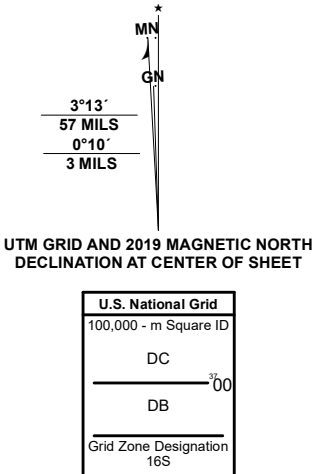 ★
MN
GN
3°13´
57 MILS
0°10´
3 MILS
UTM GRID AND 2019 MAGNETIC NORTH
DECLINATION AT CENTER OF SHEET
U.S. National Grid
100,000 - m Square ID
DC
3700
DB
Grid Zone Designation
16S